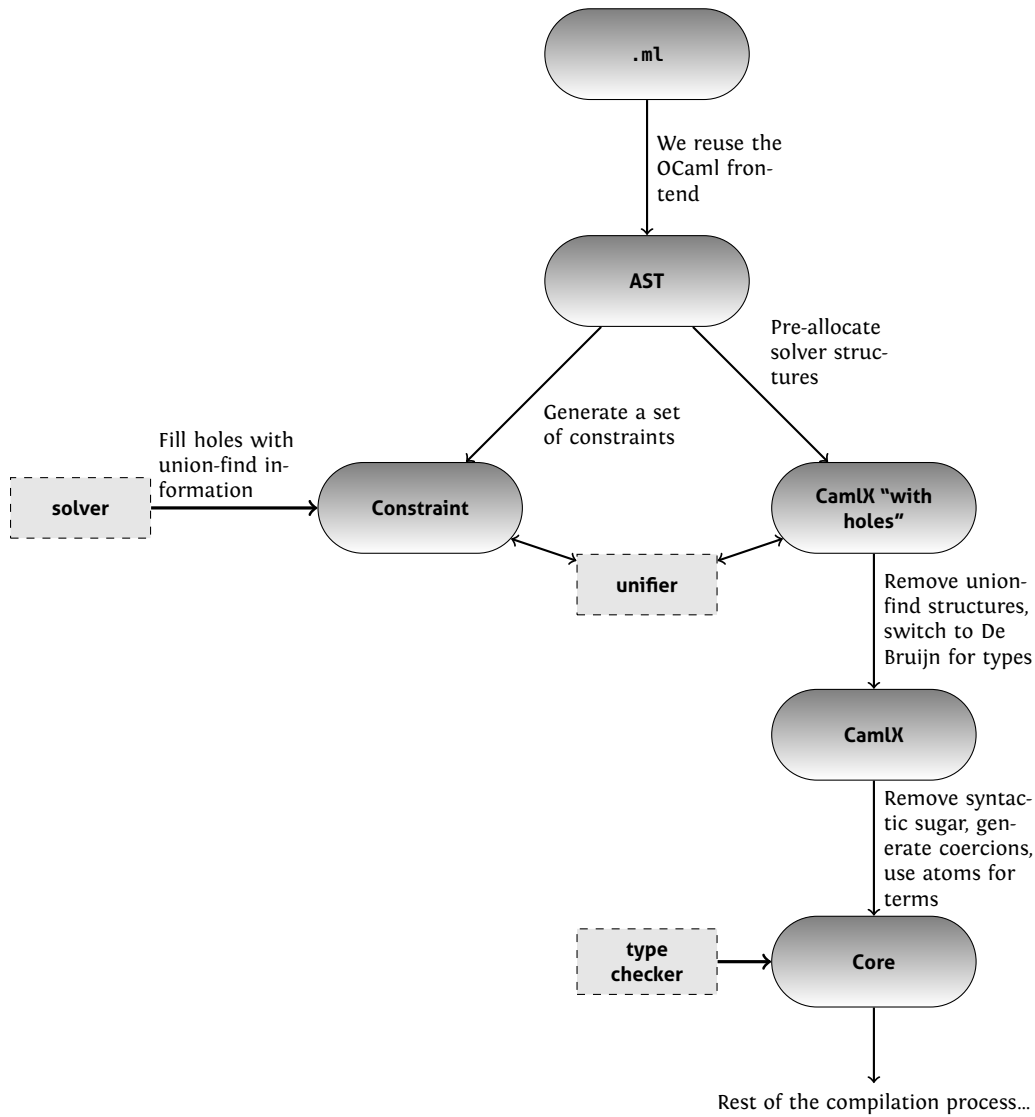 .ml
We reuse the
OCaml fron-
tend
AST
Pre-allocate
solver struc-
tures
Generate a set
of constraints
Fill holes with
union-find in-
formation
solver
Constraint
CamlX “with
holes”
unifier
Remove union-
find structures,
switch to De
Bruijn for types
CamlX
Remove syntac-
tic sugar, gen-
erate coercions,
use atoms for
terms
type
checker
Core
Rest of the compilation process...